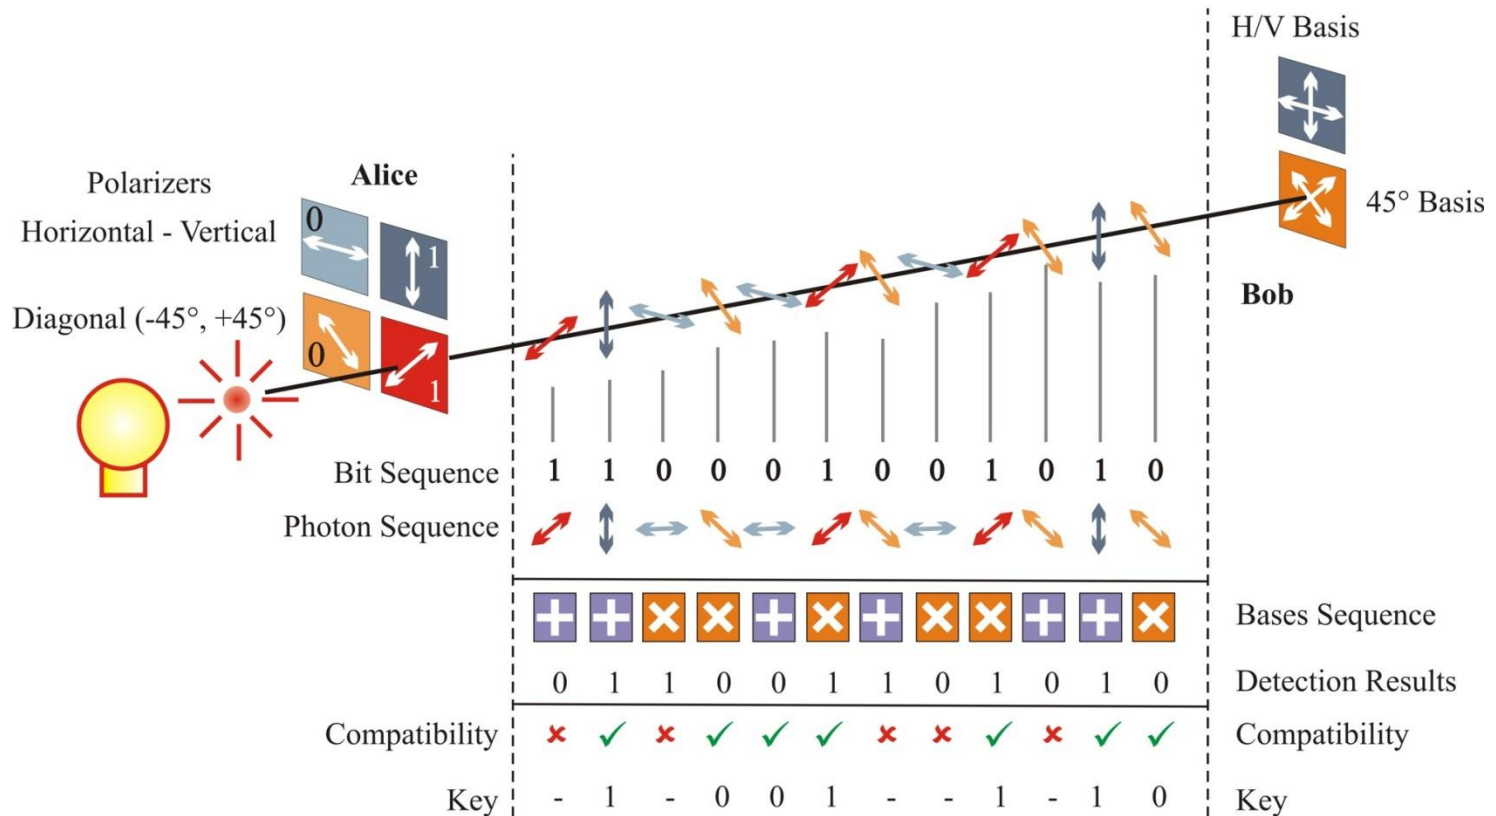 H/V Basis
Alice
Polarizers
0
Horizontal - Vertical
1
45° Basis
Bob
Diagonal (-45°, +45°)
0
1
Bit Sequence 1 1 0 0 0 1 0 0 1 0 1 0
Photon Sequence
Bases Sequence
0 1 1 0 0 1 1 0 1 0 1 0 Detection Results
Compatibility ✘ ✓ ✘ ✓ ✓ ✓ ✘ ✘ ✓ ✘ ✓ ✓ Compatibility
Key - 1 - 0 0 1 - - 1 - 1 0 Key